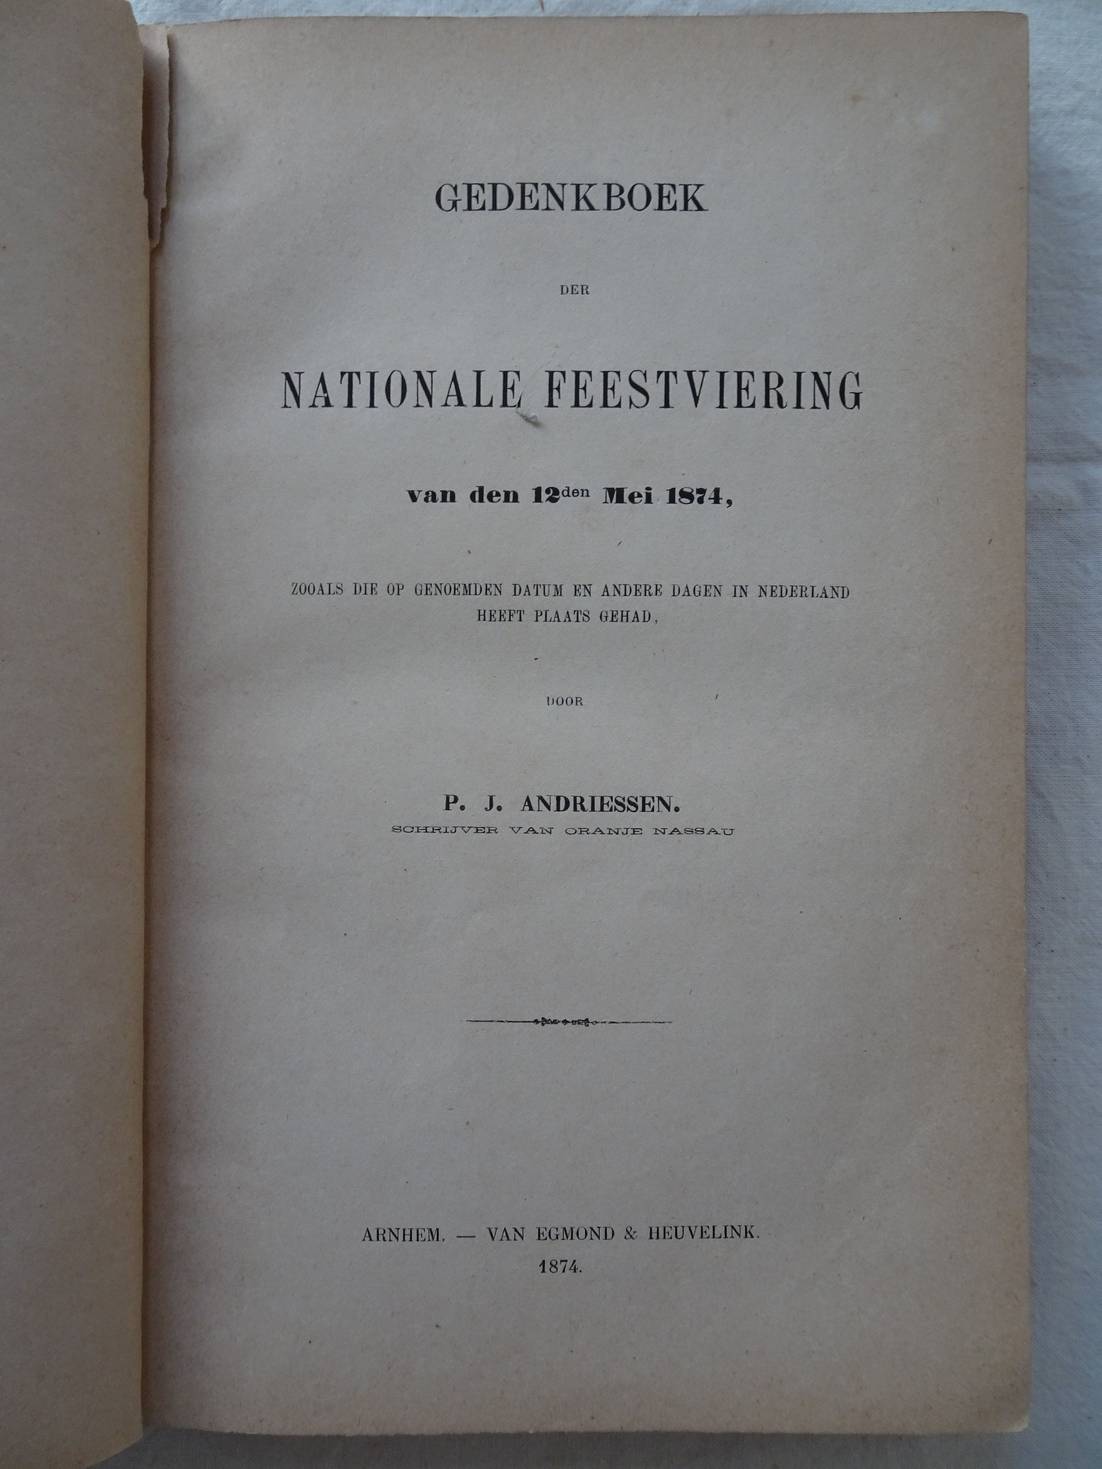 GEDENKBOEK
DER
NATIONALE FEESTVIERING
van den 12den Mei 1874,
ZOOALS DIE OP GENOEMDEN DATUM EN ANDERE DAGEN IN NEDERLAND
HEEFT PLAATS GEHAD,
DOOR
P. J. ANDRIESSEN.
SCHRIJVER VAN ORANJE NASSAU
ARNHEM. — VAN EGMOND & HEUVELINK.
1874.